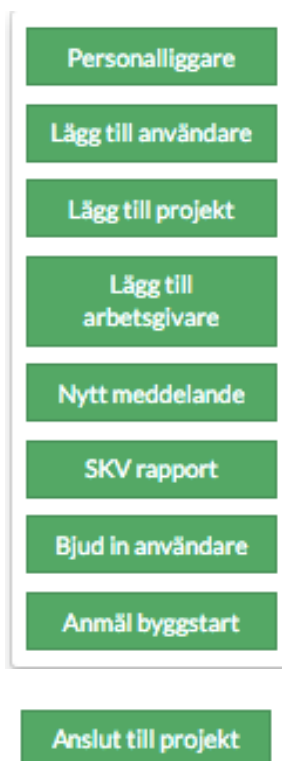 Personalliggare
Lägg till användare
Lägg till projekt
Lägg till
arbetsgivare
Nytt meddelande
SKV rapport
Bjud in användare
Anmäl byggstart
Anslut till projekt